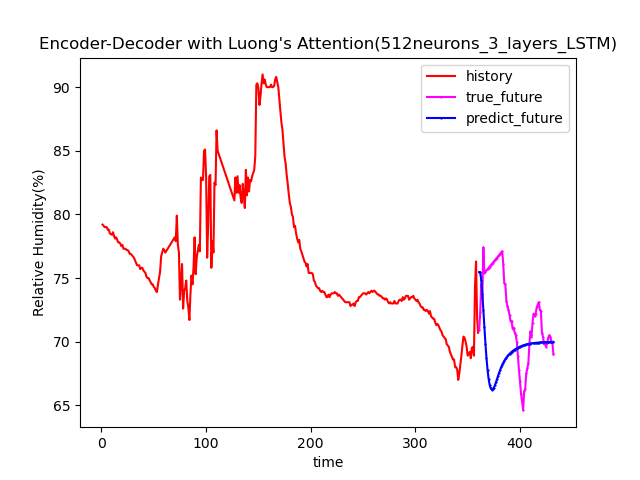 Encoder-Decoder with Luong's Attention(512neurons_3_layers_LSTM)
history
true_future
predict_future
Relative Humidity(%)
90
85
80
75
70
65
0 100 200 300 400
time